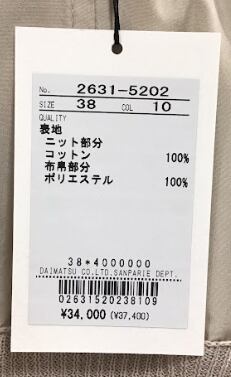 No. 2631-5202
SIZE 38 COL 10
QUALITY
表地
ニット部分
コットン 100%
布帛部分
ポリエステル 100%
38*4000000
DAIMATSU CO.LTD.SANPARIE DEPT.
02631520238109
¥34,000 (¥37,400)